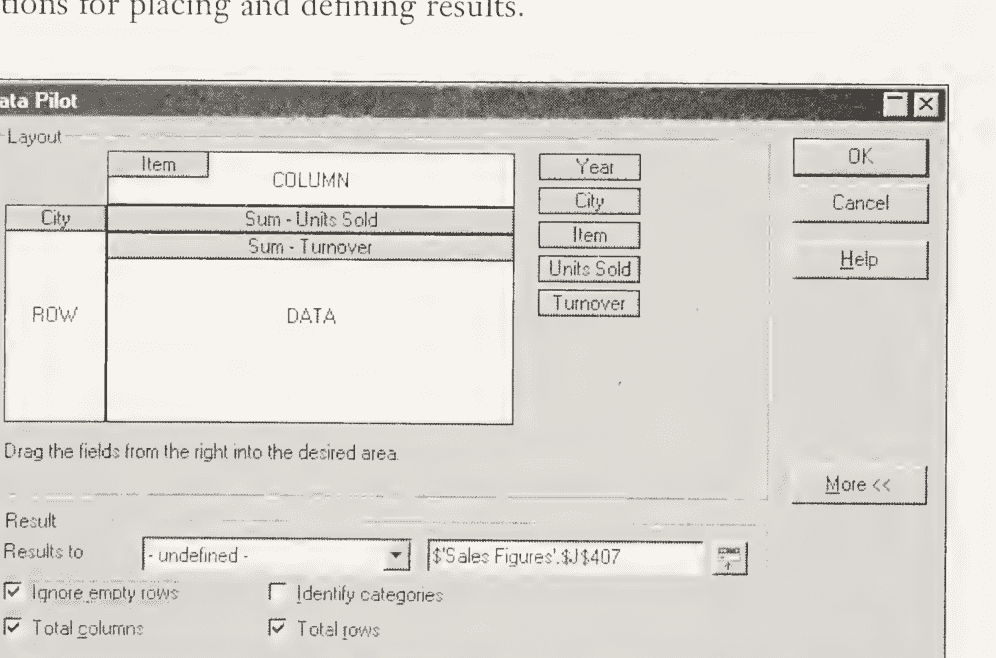 tions for placing and defining results.
ata Pilot
Layout
Item
COLUMN
City
Sum - Units Sold
Sum - Turnover
ROW
DATA
Year
City
Item
Units Sold
Turnover
OK
Cancel
Help
Drag the fields from the right into the desired area.
More <<
Result
Results to
- undefined -
$'Sales Figures'.$J$407
Ignore empty rows
Identify categories
Total columns
Total rows